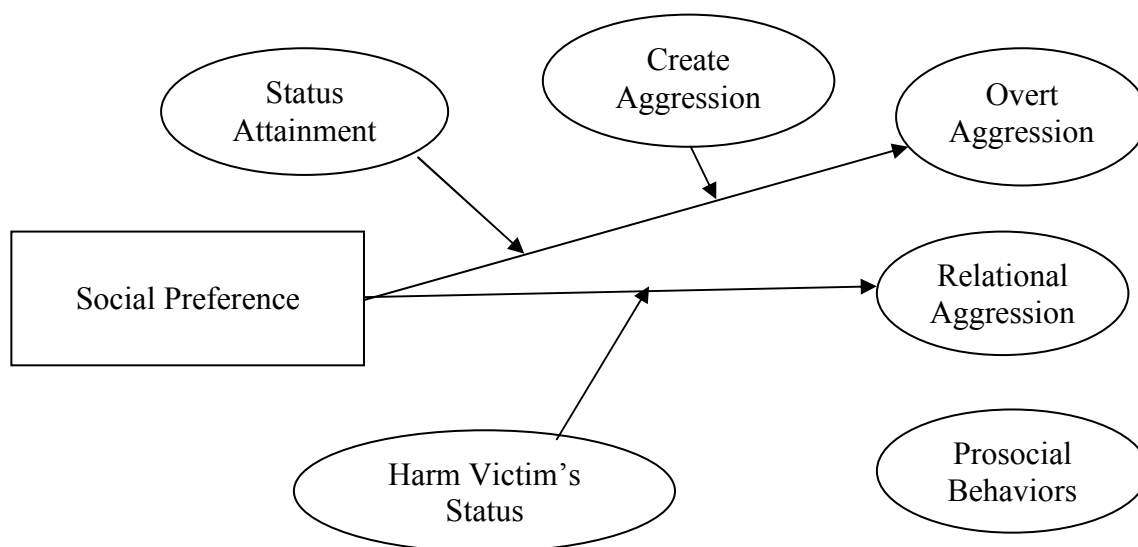 Status
Attainment
Create
Aggression
Overt
Aggression
Social Preference
Relational
Aggression
Harm Victim’s
Status
Prosocial
Behaviors